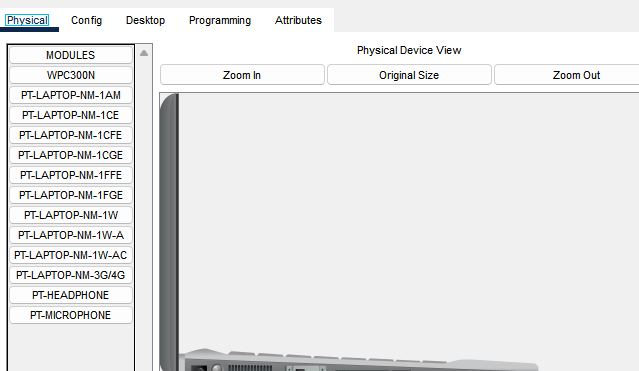 Physical Config Desktop Programming Attributes
MODULES
WPC300N
PT-LAPTOP-NM-1AM
PT-LAPTOP-NM-1CE
PT-LAPTOP-NM-1CFE
PT-LAPTOP-NM-1CGE
PT-LAPTOP-NM-1FFE
PT-LAPTOP-NM-1FGE
PT-LAPTOP-NM-1W
PT-LAPTOP-NM-1W-A
PT-LAPTOP-NM-1W-AC
PT-LAPTOP-NM-3G/4G
PT-HEADPHONE
PT-MICROPHONE
Physical Device View
Zoom In Original Size Zoom Out